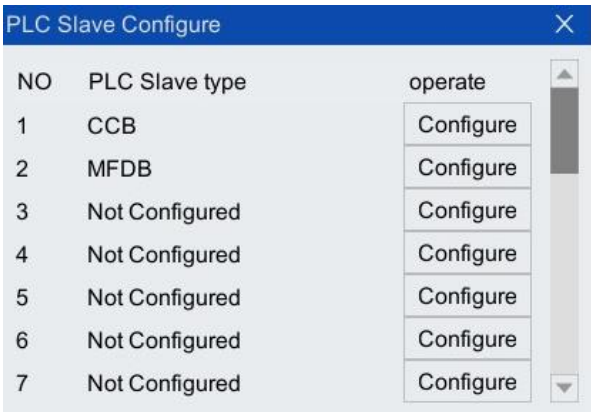 PLC Slave Configure X
NO PLC Slave type operate
1 CCB Configure
2 MFDB Configure
3 Not Configured Configure
4 Not Configured Configure
5 Not Configured Configure
6 Not Configured Configure
7 Not Configured Configure